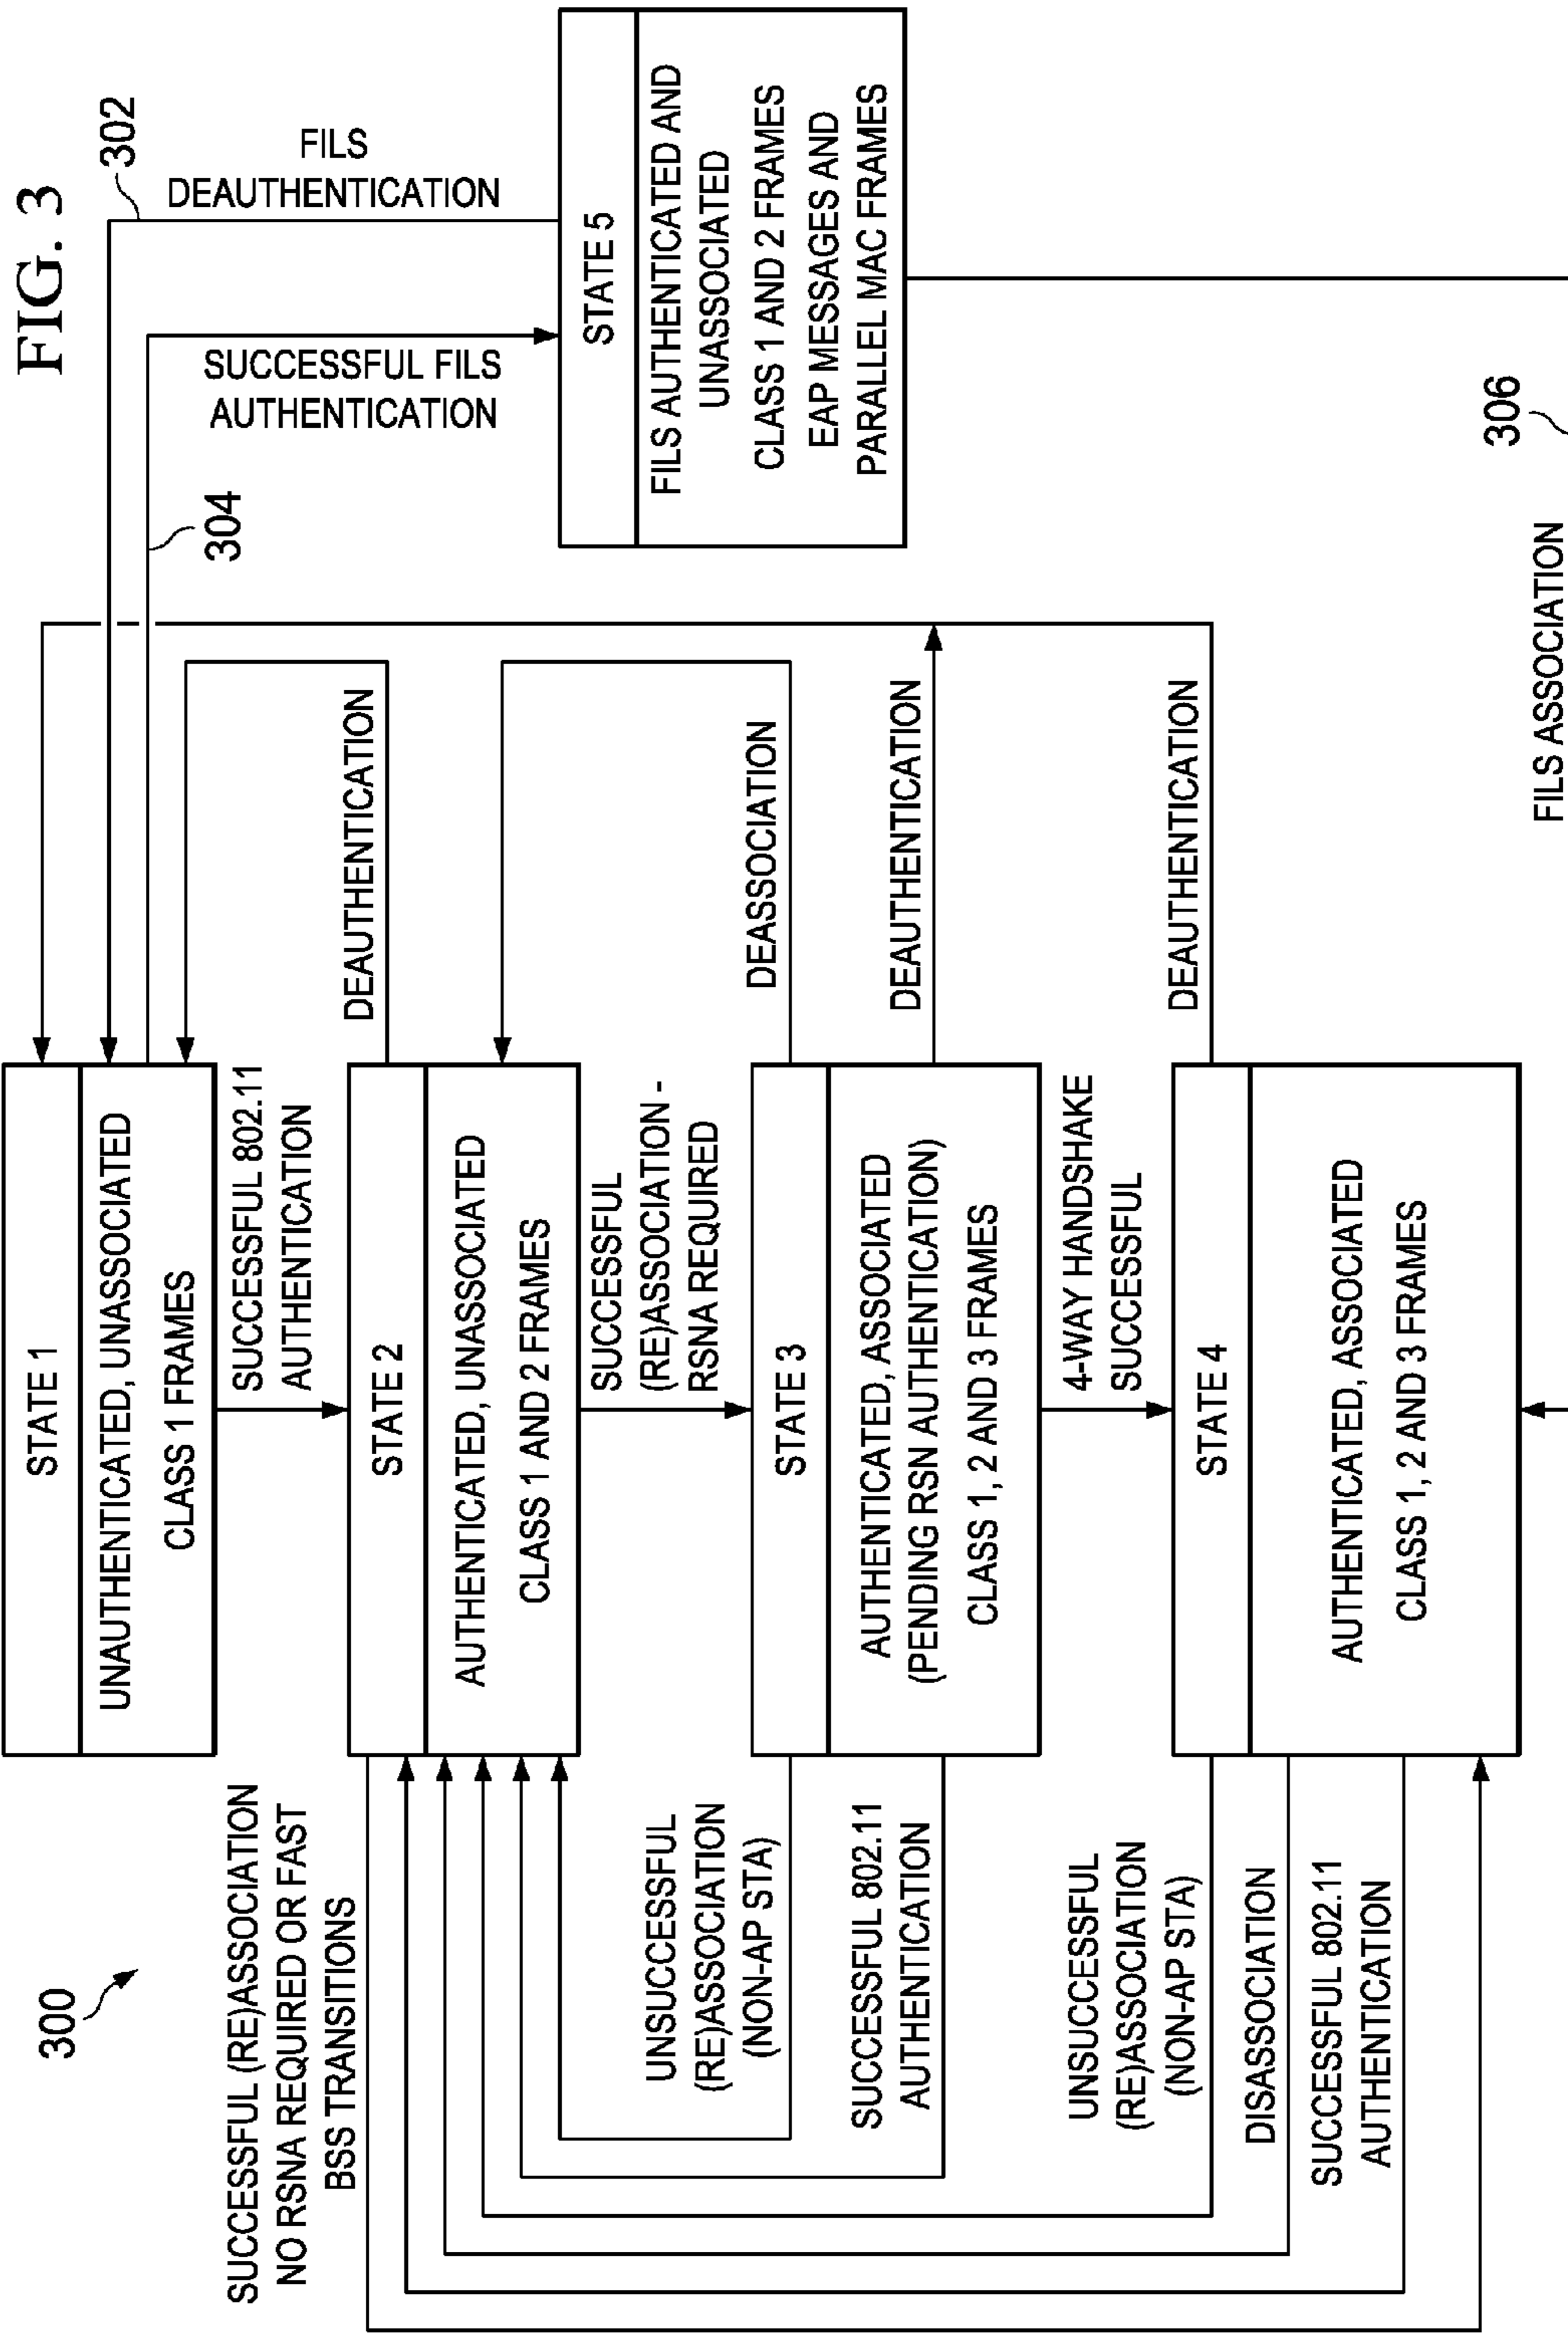 FIG. 3
300
STATE 1
UNAUTHENTICATED, UNASSOCIATED
CLASS 1 FRAMES
302
FILS
DEAUTHENTICATION
SUCCESSFUL FILS
AUTHENTICATION
304
SUCCESSFUL (RE)ASSOCIATION
NO RSNA REQUIRED OR FAST
BSS TRANSITIONS
SUCCESSFUL 802.11
AUTHENTICATION
DEAUTHENTICATION
STATE 2
AUTHENTICATED, UNASSOCIATED
CLASS 1 AND 2 FRAMES
STATE 5
FILS AUTHENTICATED AND
UNASSOCIATED
CLASS 1 AND 2 FRAMES
EAP MESSAGES AND
PARALLEL MAC FRAMES
UNSUCCESSFUL
(RE)ASSOCIATION
(NON-AP STA)
SUCCESSFUL
(RE)ASSOCIATION -
RSNA REQUIRED
DEASSOCIATION
STATE 3
AUTHENTICATED, ASSOCIATED
(PENDING RSN AUTHENTICATION)
CLASS 1, 2 AND 3 FRAMES
SUCCESSFUL 802.11
AUTHENTICATION
DEAUTHENTICATION
UNSUCCESSFUL
(RE)ASSOCIATION
(NON-AP STA)
4-WAY HANDSHAKE
SUCCESSFUL
DEAUTHENTICATION
STATE 4
AUTHENTICATED, ASSOCIATED
CLASS 1, 2 AND 3 FRAMES
DISASSOCIATION
SUCCESSFUL 802.11
AUTHENTICATION
306
FILS ASSOCIATION